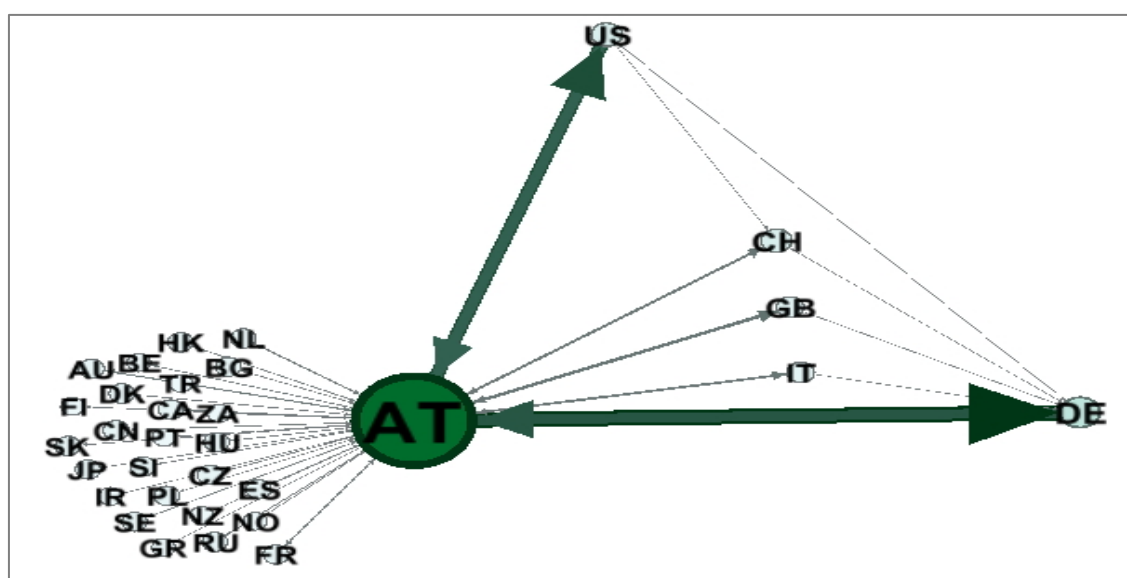 US
CH
GB
IT
DE
AT
HK
NL
AU
BE
BG
TR
DK
FI
CA
ZA
CN
PT
HU
SK
JP
SI
CZ
IR
PL
ES
SE
NZ
NO
GR
RU
FR